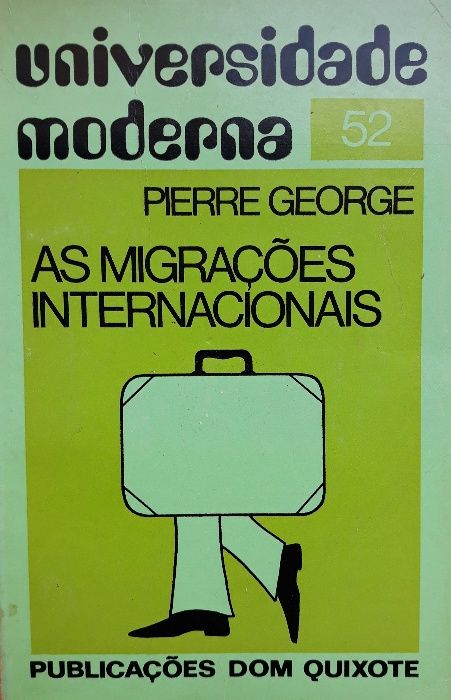 universidade
moderna 52
PIERRE GEORGE
AS MIGRAÇÕES
INTERNACIONAIS
PUBLICAÇÕES DOM QUIXOTE